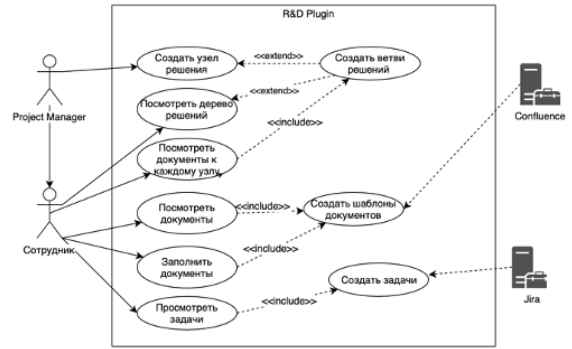 R&D Plugin
Создать узел
решения
<<extend>>
Создать ветви
решений
<<extend>>
Project Manager
Посмотреть дерево
решений
<<include>>
Confluence
Посмотреть
документы к
каждому узлу
Посмотреть
документы
<<include>>
Создать шаблоны
документов
Сотрудник
<<include>>
Заполнить
документы
Создать задачи
<<include>>
Просмотреть
задачи
Jira